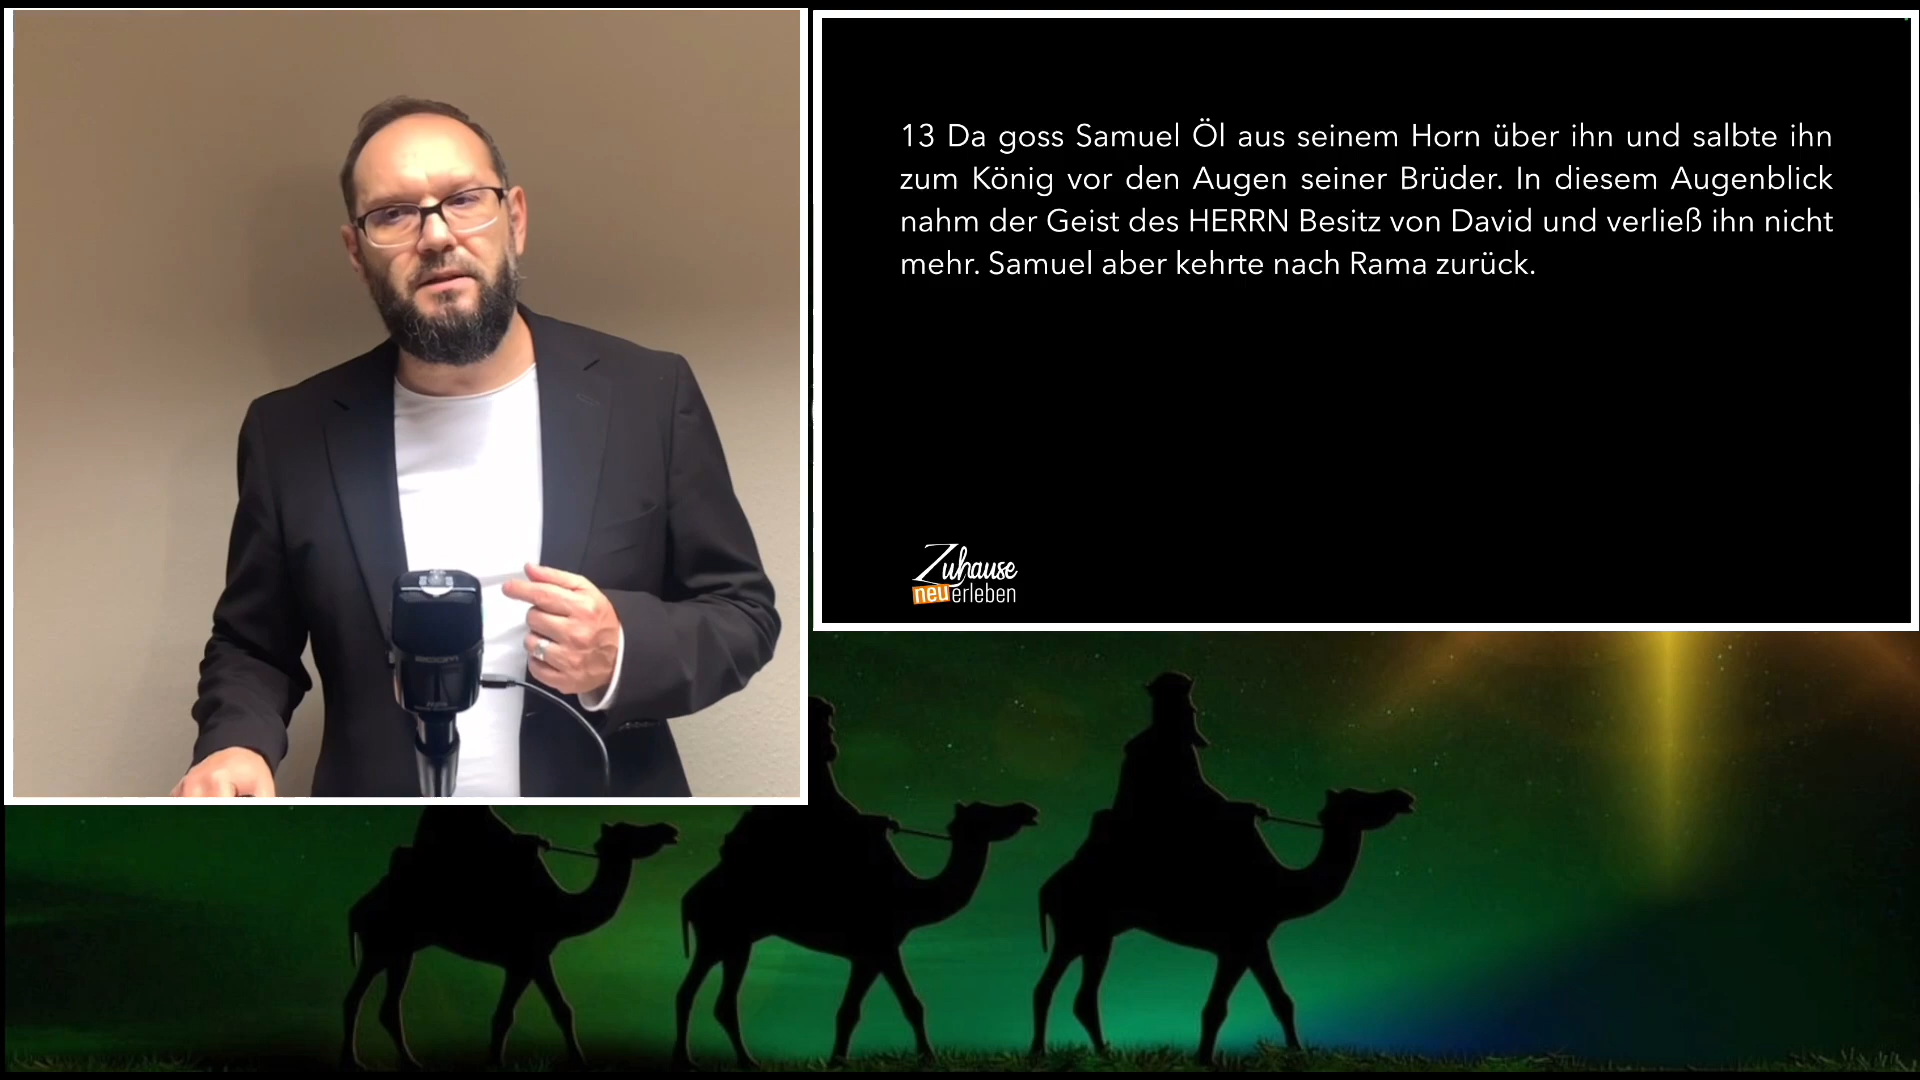 13 Da goss Samuel Öl aus seinem Horn über ihn und salbte ihn
zum König vor den Augen seiner Brüder. In diesem Augenblick
nahm der Geist des HERRN Besitz von David und verließ ihn nicht
mehr. Samuel aber kehrte nach Rama zurück.
Zuhause
neu erleben
zoom